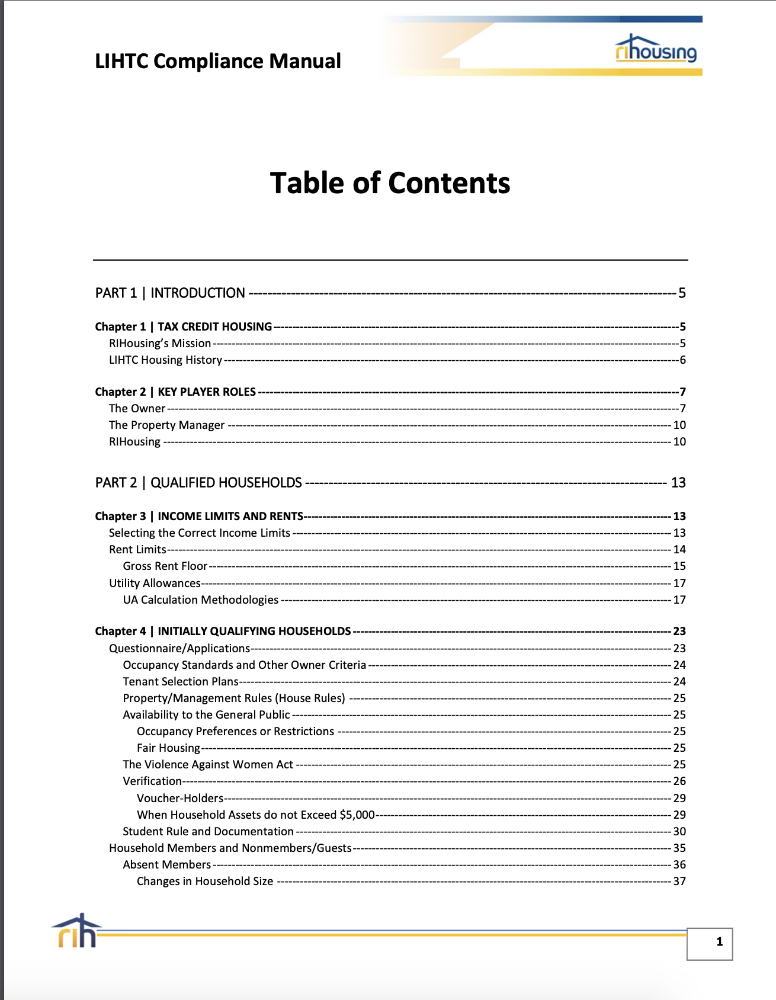 LIHTC Compliance Manual
rihousing
Table of Contents
PART 1 | INTRODUCTION 5
Chapter 1 | TAX CREDIT HOUSING 5
RIHousing’s Mission 5
LIHTC Housing History 6
Chapter 2 | KEY PLAYER ROLES 7
The Owner 7
The Property Manager 10
RIHousing 10
PART 2 | QUALIFIED HOUSEHOLDS 13
Chapter 3 | INCOME LIMITS AND RENTS 13
Selecting the Correct Income Limits 13
Rent Limits 14
Gross Rent Floor 15
Utility Allowances 17
UA Calculation Methodologies 17
Chapter 4 | INITIALLY QUALIFYING HOUSEHOLDS 23
Questionnaire/Applications 23
Occupancy Standards and Other Owner Criteria 24
Tenant Selection Plans 24
Property/Management Rules (House Rules) 25
Availability to the General Public 25
Occupancy Preferences or Restrictions 25
Fair Housing 25
The Violence Against Women Act 25
Verification 26
Voucher-Holders 29
When Household Assets do not Exceed $5,000 29
Student Rule and Documentation 30
Household Members and Nonmembers/Guests 35
Absent Members 36
Changes in Household Size 37
rih
1